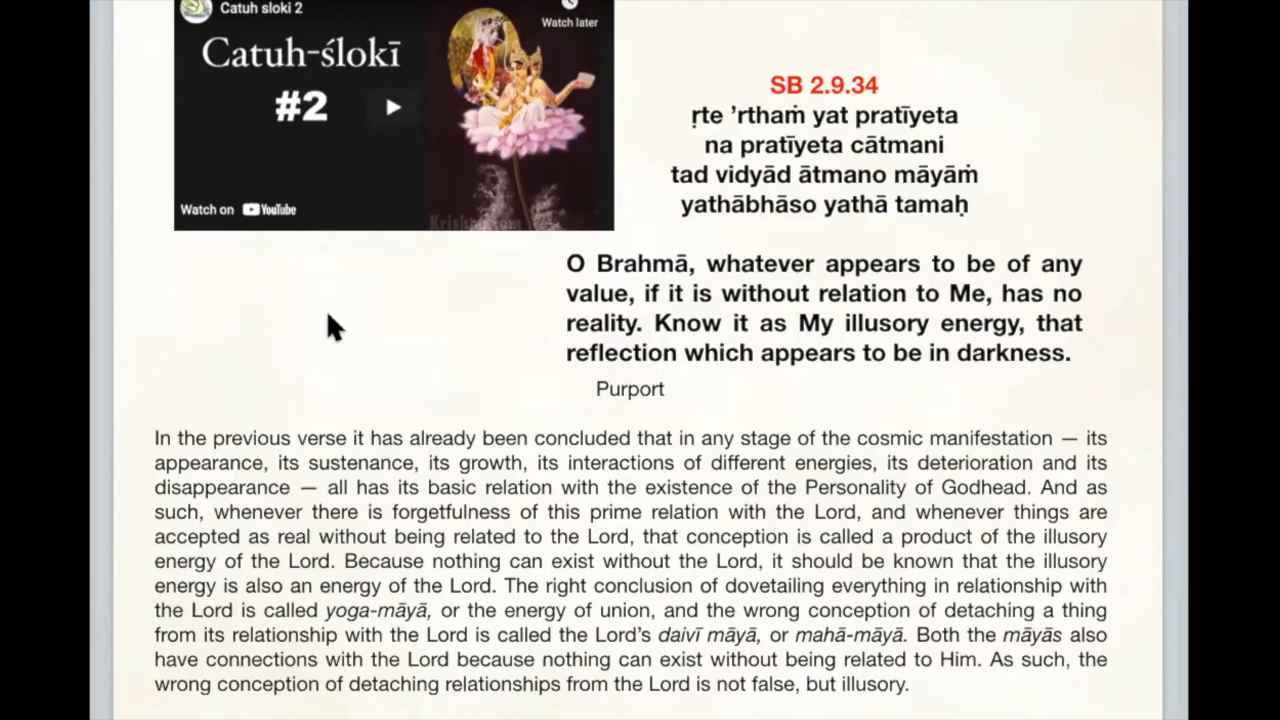 Catuh sloki 2
Watch later
Catuh-ślokī
#2
Watch on YouTube
SB 2.9.34
ṛte ’rthaṁ yat pratīyeta
na pratīyeta cātmani
tad vidyād ātmano māyāṁ
yathābhāso yathā tamaḥ
O Brahmā, whatever appears to be of any
value, if it is without relation to Me, has no
reality. Know it as My illusory energy, that
reflection which appears to be in darkness.
Purport
In the previous verse it has already been concluded that in any stage of the cosmic manifestation — its
appearance, its sustenance, its growth, its interactions of different energies, its deterioration and its
disappearance — all has its basic relation with the existence of the Personality of Godhead. And as
such, whenever there is forgetfulness of this prime relation with the Lord, and whenever things are
accepted as real without being related to the Lord, that conception is called a product of the illusory
energy of the Lord. Because nothing can exist without the Lord, it should be known that the illusory
energy is also an energy of the Lord. The right conclusion of dovetailing everything in relationship with
the Lord is called yoga-māyā, or the energy of union, and the wrong conception of detaching a thing
from its relationship with the Lord is called the Lord’s daivī māyā, or mahā-māyā. Both the māyās also
have connections with the Lord because nothing can exist without being related to Him. As such, the
wrong conception of detaching relationships from the Lord is not false, but illusory.